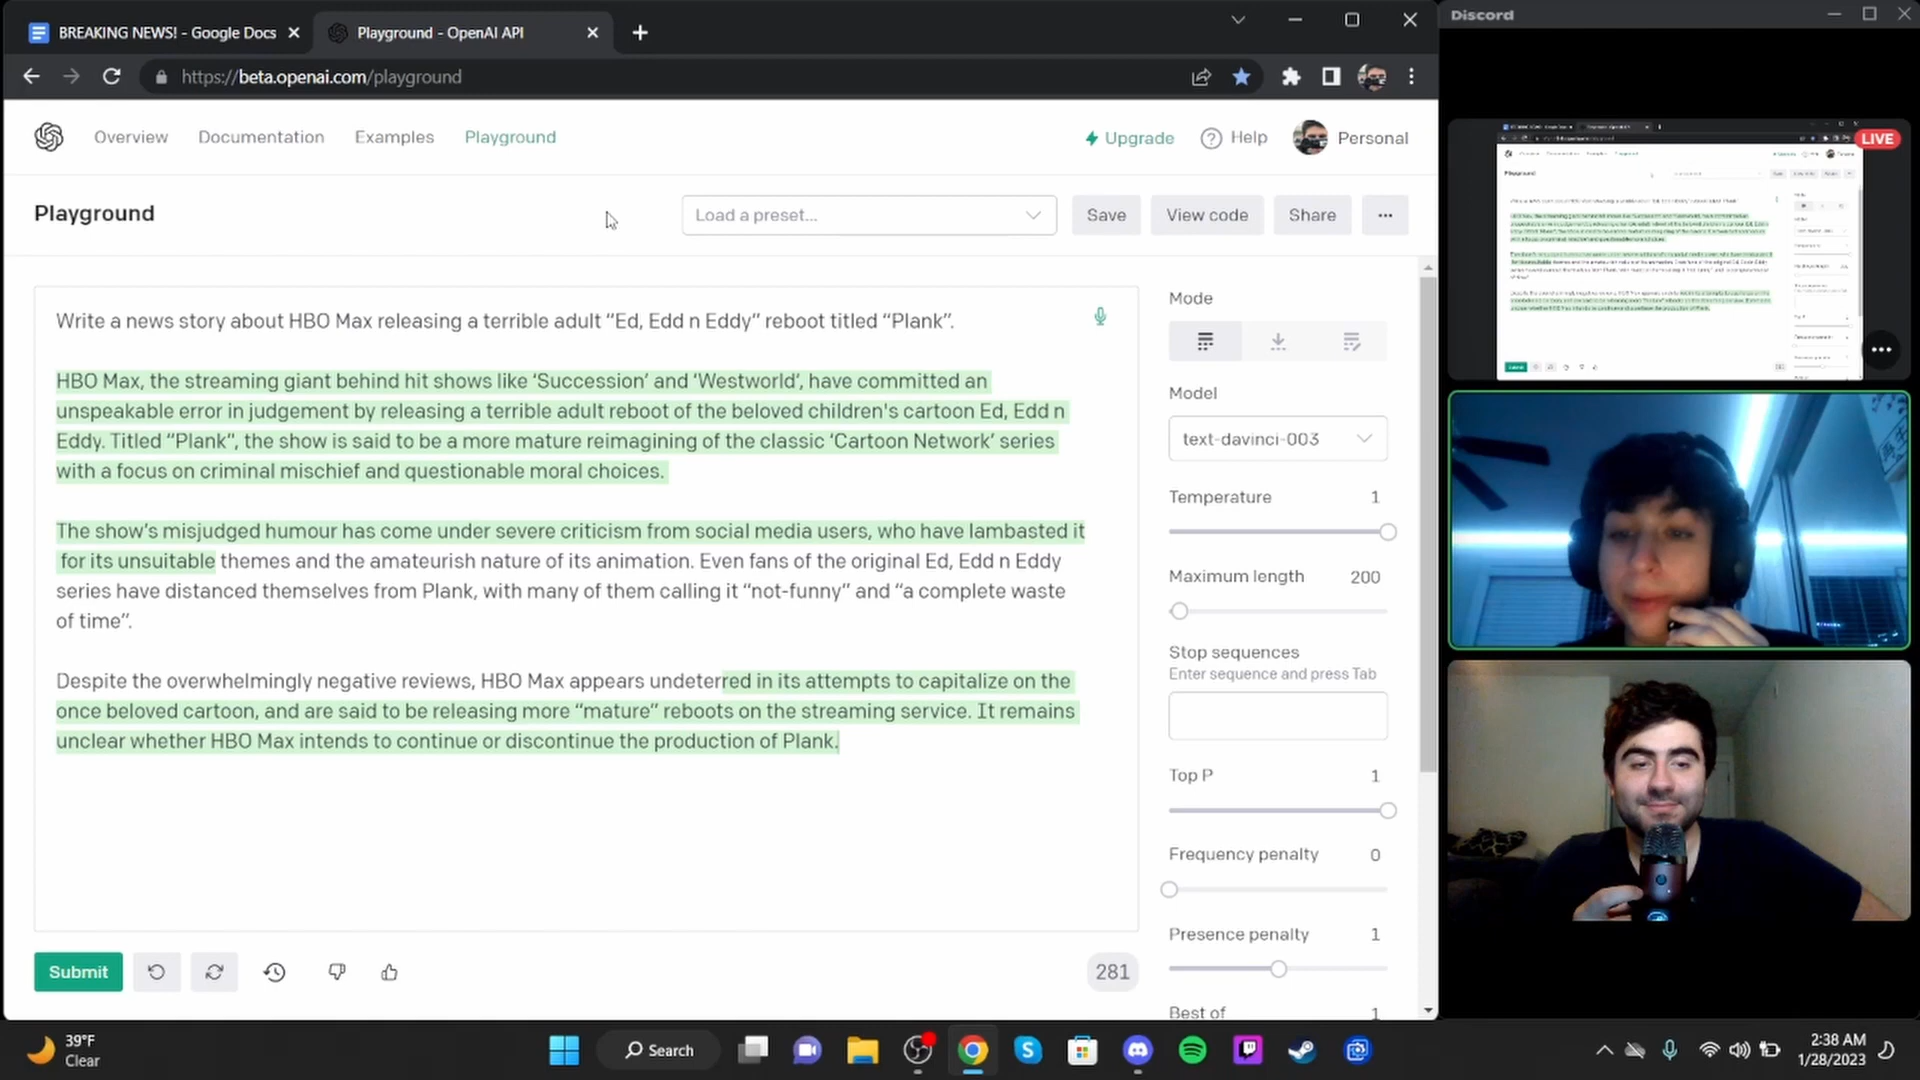 BREAKING NEWS! - Google Docs
Playground - OpenAI API
https://beta.openai.com/playground
Overview
Documentation
Examples
Playground
Upgrade
Help
Personal
Playground
Load a preset...
Save
View code
Share
Write a news story about HBO Max releasing a terrible adult “Ed, Edd n Eddy” reboot titled “Plank”.
HBO Max, the streaming giant behind hit shows like ‘Succession’ and ‘Westworld’, have committed an
unspeakable error in judgement by releasing a terrible adult reboot of the beloved children's cartoon Ed, Edd n
Eddy. Titled “Plank”, the show is said to be a more mature reimagining of the classic ‘Cartoon Network’ series
with a focus on criminal mischief and questionable moral choices.
The show’s misjudged humour has come under severe criticism from social media users, who have lambasted it
for its unsuitable themes and the amateurish nature of its animation. Even fans of the original Ed, Edd n Eddy
series have distanced themselves from Plank, with many of them calling it “not-funny” and “a complete waste
of time”.
Despite the overwhelmingly negative reviews, HBO Max appears undeterred in its attempts to capitalize on the
once beloved cartoon, and are said to be releasing more “mature” reboots on the streaming service. It remains
unclear whether HBO Max intends to continue or discontinue the production of Plank.
Submit
281
Mode
Model
text-davinci-003
Temperature 1
Maximum length 200
Stop sequences
Enter sequence and press Tab
Top P 1
Frequency penalty 0
Presence penalty 1
Best of 1
Discord
LIVE
39°F
Clear
Search
2:38 AM
1/28/2023